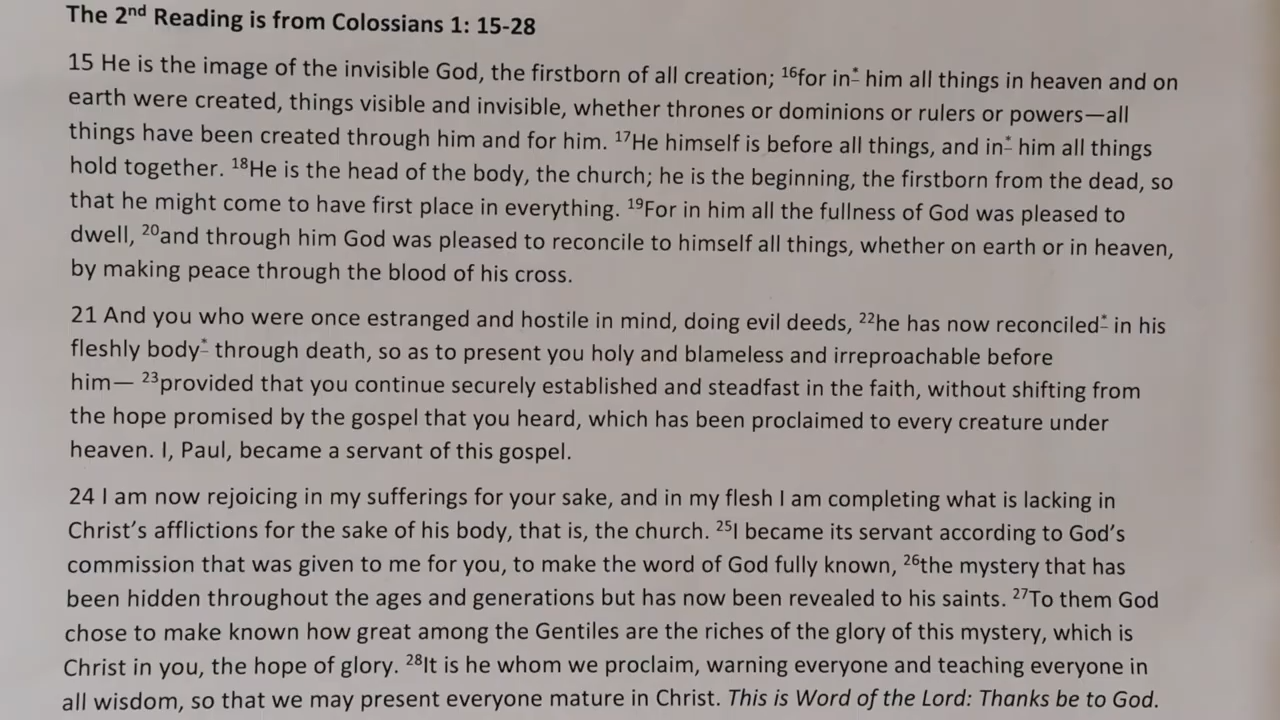 The 2nd Reading is from Colossians 1: 15-28
15 He is the image of the invisible God, the firstborn of all creation; 16for in* him all things in heaven and on
earth were created, things visible and invisible, whether thrones or dominions or rulers or powers—all
things have been created through him and for him. 17He himself is before all things, and in* him all things
hold together. 18He is the head of the body, the church; he is the beginning, the firstborn from the dead, so
that he might come to have first place in everything. 19For in him all the fullness of God was pleased to
dwell, 20and through him God was pleased to reconcile to himself all things, whether on earth or in heaven,
by making peace through the blood of his cross.
21 And you who were once estranged and hostile in mind, doing evil deeds, 22he has now reconciled* in his
fleshly body* through death, so as to present you holy and blameless and irreproachable before
him— 23provided that you continue securely established and steadfast in the faith, without shifting from
the hope promised by the gospel that you heard, which has been proclaimed to every creature under
heaven. I, Paul, became a servant of this gospel.
24 I am now rejoicing in my sufferings for your sake, and in my flesh I am completing what is lacking in
Christ’s afflictions for the sake of his body, that is, the church. 25I became its servant according to God’s
commission that was given to me for you, to make the word of God fully known, 26the mystery that has
been hidden throughout the ages and generations but has now been revealed to his saints. 27To them God
chose to make known how great among the Gentiles are the riches of the glory of this mystery, which is
Christ in you, the hope of glory. 28It is he whom we proclaim, warning everyone and teaching everyone in
all wisdom, so that we may present everyone mature in Christ. This is Word of the Lord: Thanks be to God.